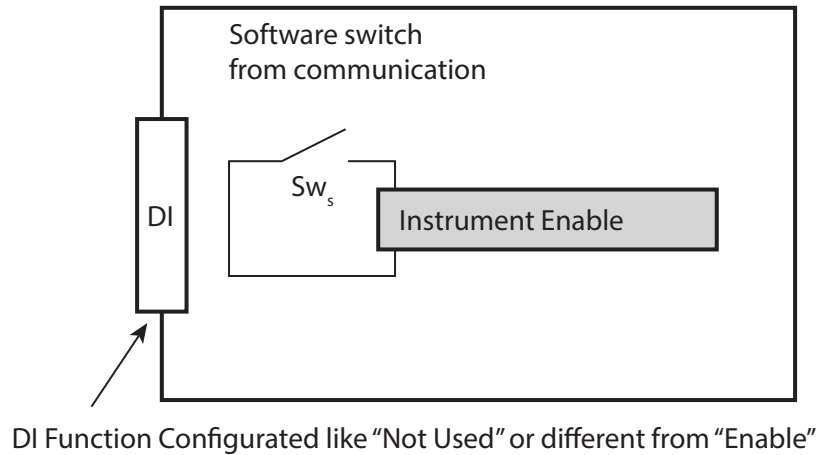 Software switch
from communication
Sws
DI
Instrument Enable
DI Function Configurated like “Not Used” or different from “Enable”